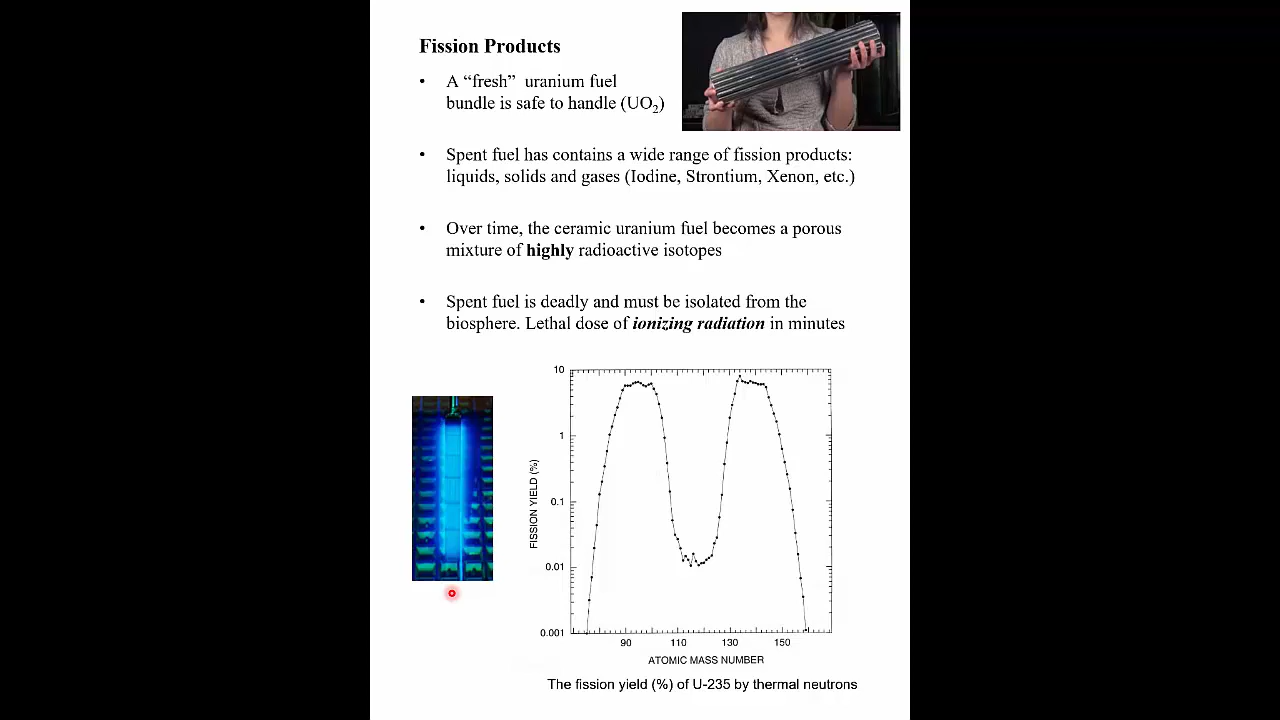 Fission Products
• A “fresh”  uranium fuel
bundle is safe to handle (UO₂)
• Spent fuel has contains a wide range of fission products:
liquids, solids and gases (Iodine, Strontium, Xenon, etc.)
• Over time, the ceramic uranium fuel becomes a porous
mixture of highly radioactive isotopes
• Spent fuel is deadly and must be isolated from the
biosphere. Lethal dose of ionizing radiation in minutes
10
1
0.1
0.01
0.001
FISSION YIELD (%)
90 110 130 150
ATOMIC MASS NUMBER
The fission yield (%) of U-235 by thermal neutrons